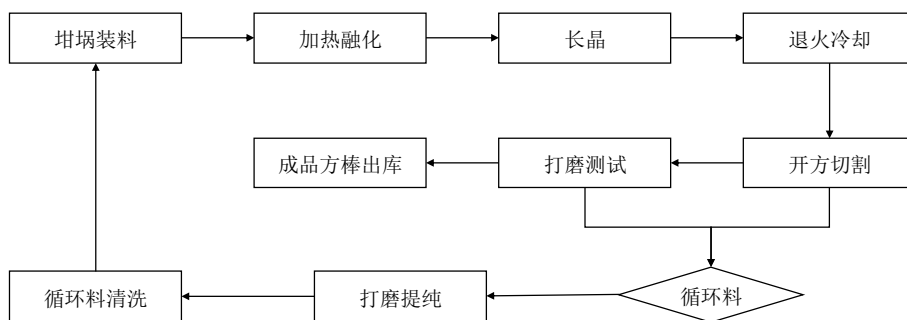 坩埚装料
加热融化
长晶
退火冷却
成品方棒出库
打磨测试
开方切割
循环料清洗
打磨提纯
循环料